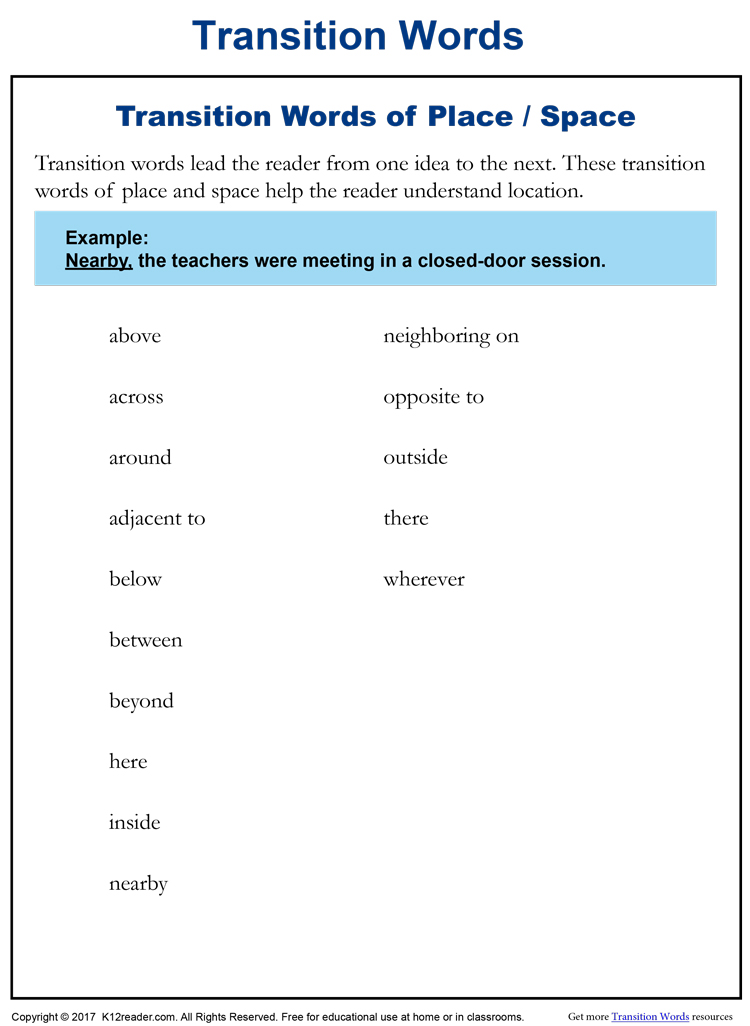 Transition Words
Transition Words of Place / Space
Transition words lead the reader from one idea to the next. These transition
words of place and space help the reader understand location.
Example:
Nearby, the teachers were meeting in a closed-door session.
above
across
around
adjacent to
below
between
beyond
here
inside
nearby
neighboring on
opposite to
outside
there
wherever
Copyright © 2017 K12reader.com. All Rights Reserved. Free for educational use at home or in classrooms.
Get more Transition Words resources